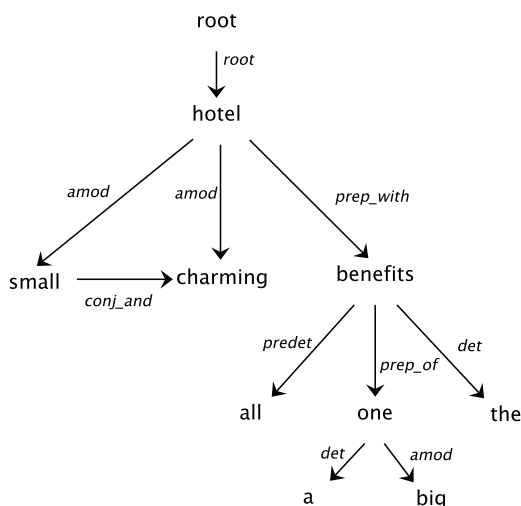 root
root
hotel
amod amod prep_with
small charming benefits
conj_and
predet prep_of det
all one the
det amod
a big